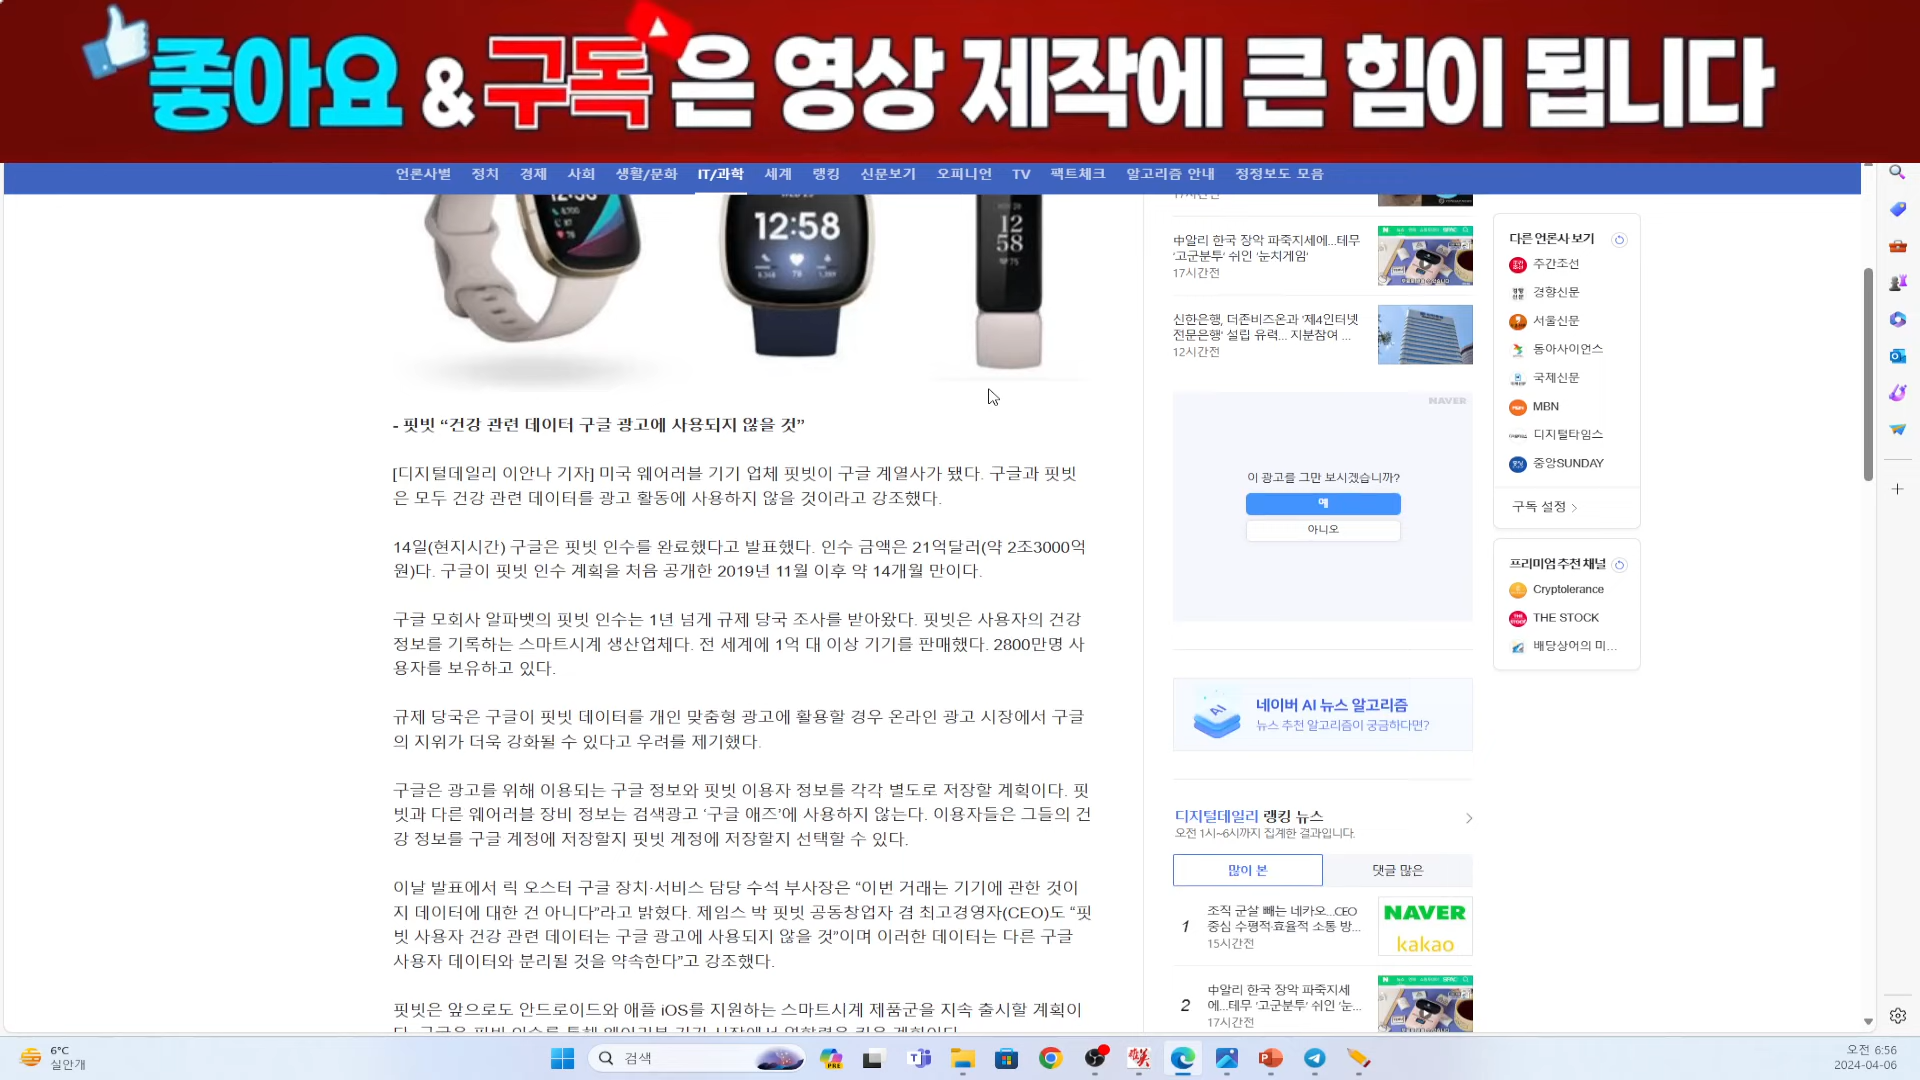 좋아요 & 구독은 영상 제작에 큰 힘이 됩니다
언론사별 정치 경제 사회 생활/문화 IT/과학 세계 랭킹 신문보기 오피니언 TV 팩트체크 알고리즘 안내 정정보도 모음
12:58
12
58
- 핏빗 “건강 관련 데이터 구글 광고에 사용되지 않을 것”
[디지털데일리 이안나 기자] 미국 웨어러블 기기 업체 핏빗이 구글 계열사가 됐다. 구글과 핏빗
은 모두 건강 관련 데이터를 광고 활동에 사용하지 않을 것이라고 강조했다.
14일(현지시간) 구글은 핏빗 인수를 완료했다고 발표했다. 인수 금액은 21억달러(약 2조3000억
원)다. 구글이 핏빗 인수 계획을 처음 공개한 2019년 11월 이후 약 14개월 만이다.
구글 모회사 알파벳의 핏빗 인수는 1년 넘게 규제 당국 조사를 받아왔다. 핏빗은 사용자의 건강
정보를 기록하는 스마트시계 생산업체다. 전 세계에 1억 대 이상 기기를 판매했다. 2800만명 사
용자를 보유하고 있다.
규제 당국은 구글이 핏빗 데이터를 개인 맞춤형 광고에 활용할 경우 온라인 광고 시장에서 구글
의 지위가 더욱 강화될 수 있다고 우려를 제기했다.
구글은 광고를 위해 이용되는 구글 정보와 핏빗 이용자 정보를 각각 별도로 저장할 계획이다. 핏
빗과 다른 웨어러블 장비 정보는 검색광고 ‘구글 애즈’에 사용하지 않는다. 이용자들은 그들의 건
강 정보를 구글 계정에 저장할지 핏빗 계정에 저장할지 선택할 수 있다.
이날 발표에서 릭 오스터 구글 장치·서비스 담당 수석 부사장은 “이번 거래는 기기에 관한 것이
지 데이터에 대한 건 아니다”라고 밝혔다. 제임스 박 핏빗 공동창업자 겸 최고경영자(CEO)도 “핏
빗 사용자 건강 관련 데이터는 구글 광고에 사용되지 않을 것”이며 이러한 데이터는 다른 구글
사용자 데이터와 분리될 것을 약속한다”고 강조했다.
핏빗은 앞으로도 안드로이드와 애플 iOS를 지원하는 스마트시계 제품군을 지속 출시할 계획이
다. 구글은 핏빗 인수를 통해 웨어러블 기기 시장에서 영향력을 키울 계획이다.
17시간전
中알리 한국 장악 파죽지세에...테무
'고군분투' 쉬인 '눈치게임'
17시간전
신한은행, 더존비즈온과 '제4인터넷
전문은행' 설립 유력... 지분참여 ...
12시간전
NAVER
이 광고를 그만 보시겠습니까?
예
아니오
네이버 AI 뉴스 알고리즘
뉴스 추천 알고리즘이 궁금하다면?
AI
디지털데일리 랭킹 뉴스
오전 1시~6시까지 집계한 결과입니다.
많이 본 댓글 많은
1
조직 군살 빼는 네카오...CEO
중심 수평적·효율적 소통 방...
15시간전
NAVER
kakao
2
中알리 한국 장악 파죽지세
에...테무 '고군분투' 쉬인 '눈...
17시간전
다른 언론사 보기
주간조선
경향신문
서울신문
동아사이언스
국제신문
MBN
디지털타임스
중앙SUNDAY
구독 설정
프리미엄 추천 채널
Cryptolerance
THE STOCK
배당상어의 미...
6°C
실안개
검색
PRE
오전 6:56
2024-04-06